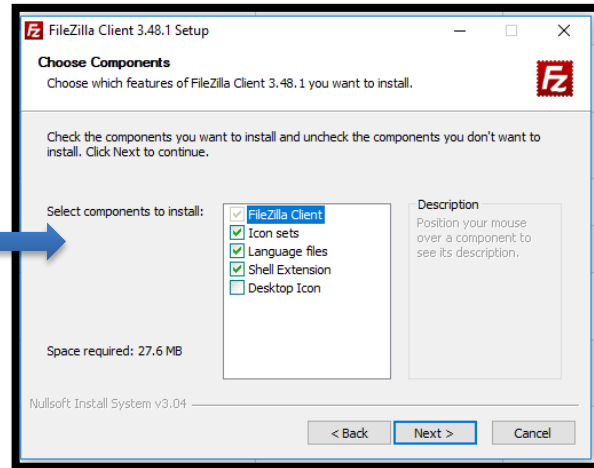 FileZilla Client 3.48.1 Setup
Choose Components
Choose which features of FileZilla Client 3.48.1 you want to install.
Fz
Check the components you want to install and uncheck the components you don't want to
install. Click Next to continue.
Select components to install:
FileZilla Client
Icon sets
Language files
Shell Extension
Desktop Icon
Description
Position your mouse
over a component to
see its description.
Space required: 27.6 MB
Nullsoft Install System v3.04
< Back
Next >
Cancel